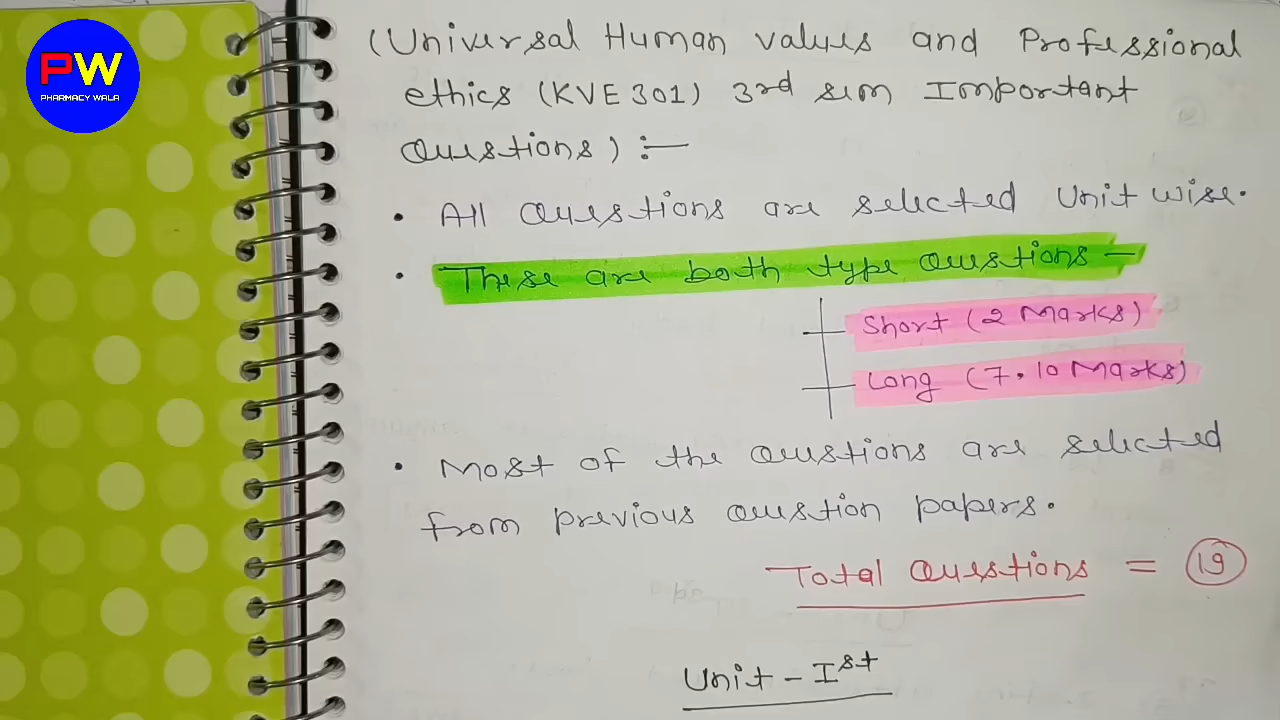 PW
PHARMACY WALA
(Universal Human values and Professional
ethics (KVE301) 3rd sem Important
Questions) :-
• All Questions are selected Unit wise.
• These are both type Questions -
Short (2 Marks)
Long (7.10 Marks)
• Most of the Questions are selected
from previous Question papers.
Total Questions = 19
Unit - Ist